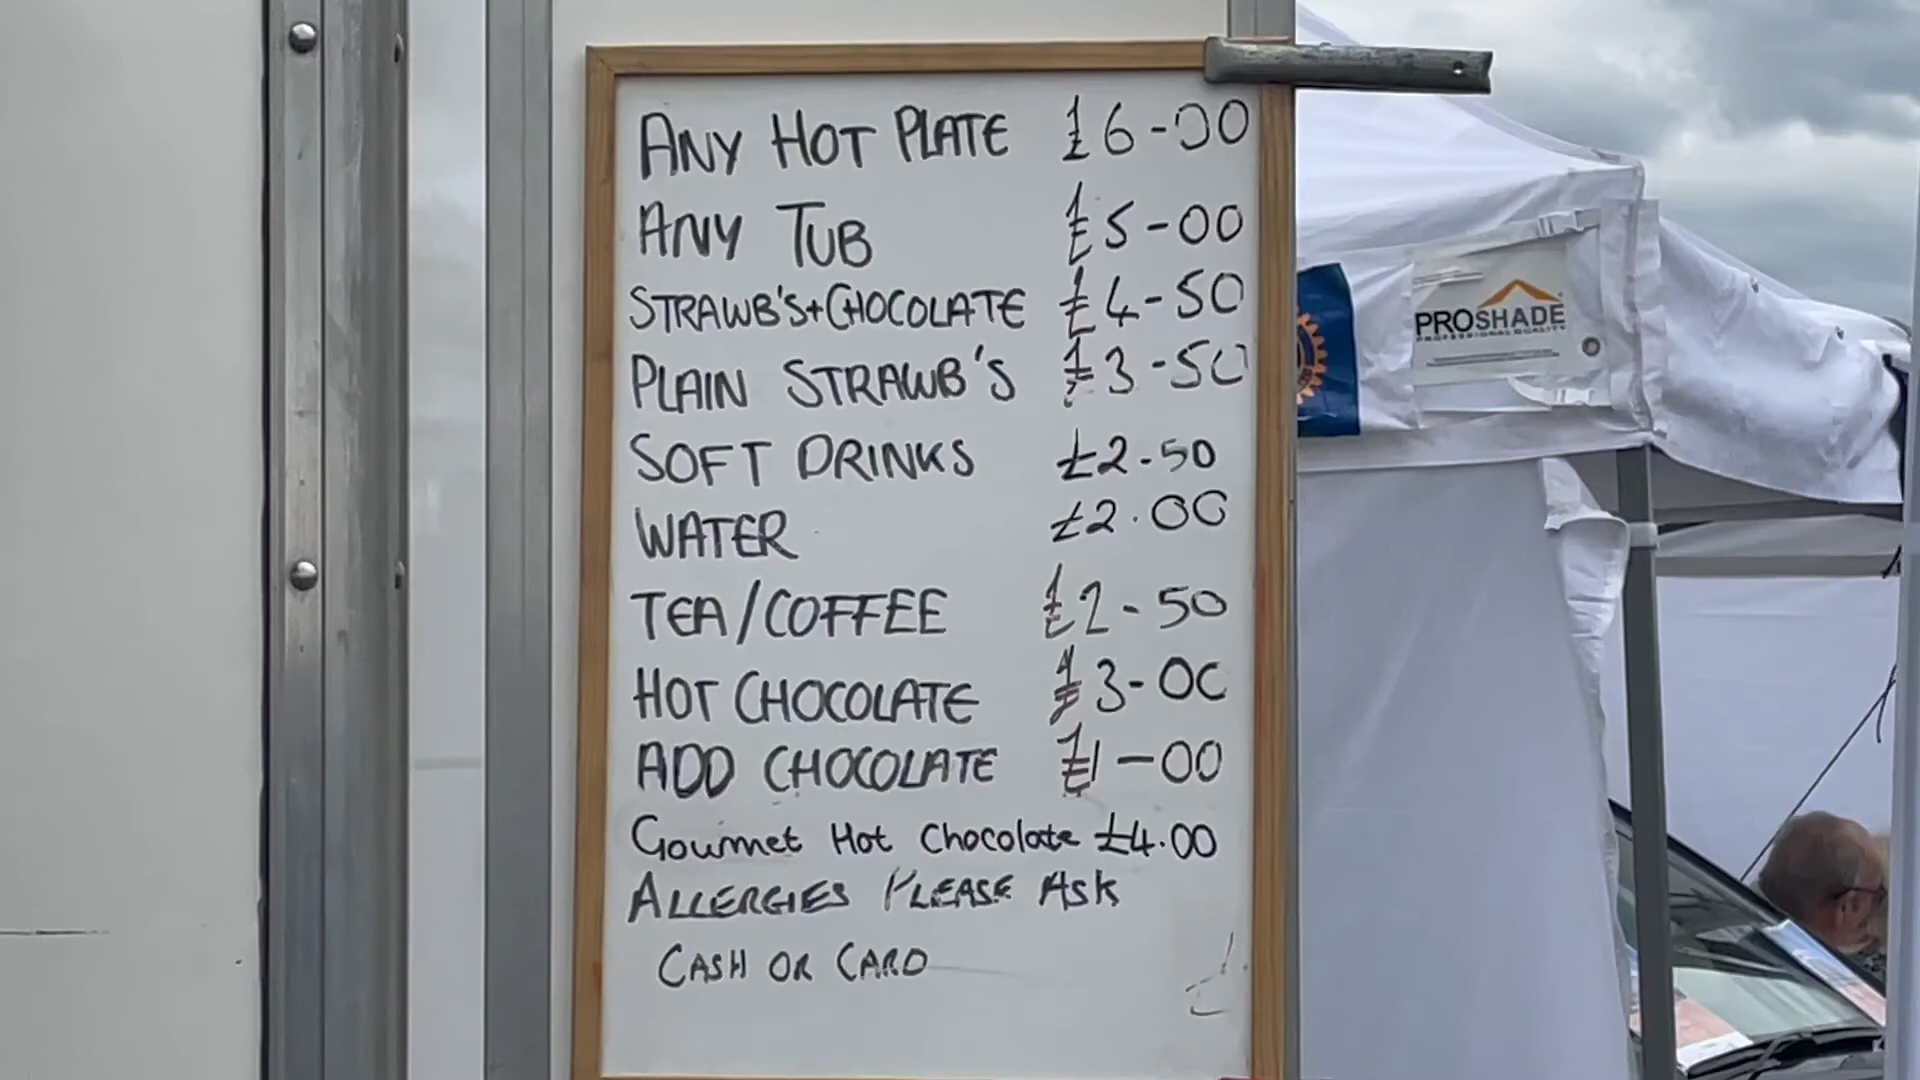 ANY HOT PLATE £6-00
ANY TUB £5-00
STRAWB'S+CHOCOLATE £4-50
PLAIN STRAWB'S £3-50
SOFT DRINKS £2-50
WATER £2.00
TEA/COFFEE £2-50
HOT CHOCOLATE £3-00
ADD CHOCOLATE £1-00
Gourmet Hot Chocolate £4.00
ALLERGIES PLEASE ASK
CASH OR CARD
£
PROSHADE
PROFESSIONAL QUALITY